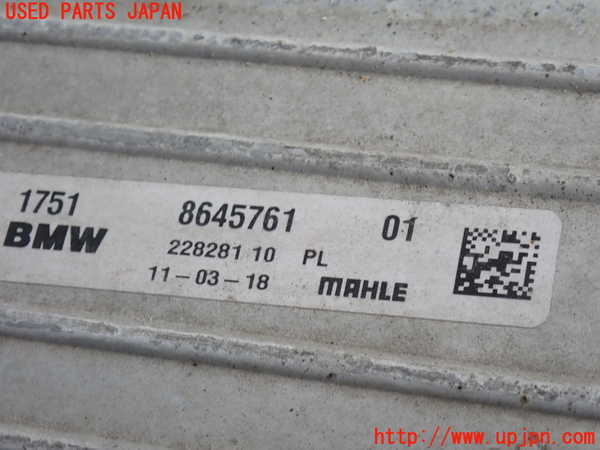 USED PARTS JAPAN
1751 8645761 01
BMW 228281 10 PL
11-03-18 MAHLE
http://www.upjpn.com/